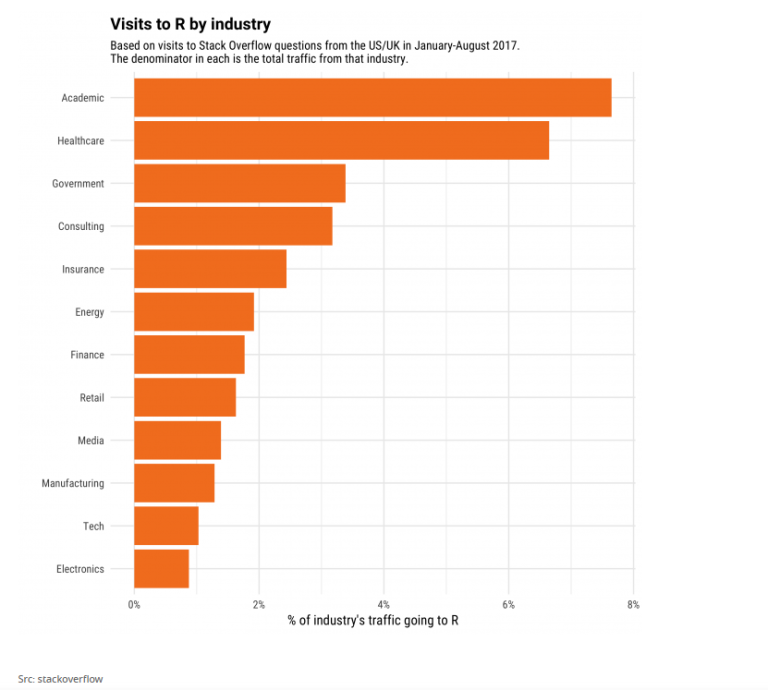 Visits to R by industry
Based on visits to Stack Overflow questions from the US/UK in January-August 2017.
The denominator in each is the total traffic from that industry.
Academic
Healthcare
Government
Consulting
Insurance
Energy
Finance
Retail
Media
Manufacturing
Tech
Electronics
0% 2% 4% 6% 8%
% of industry's traffic going to R
Src: stackoverflow